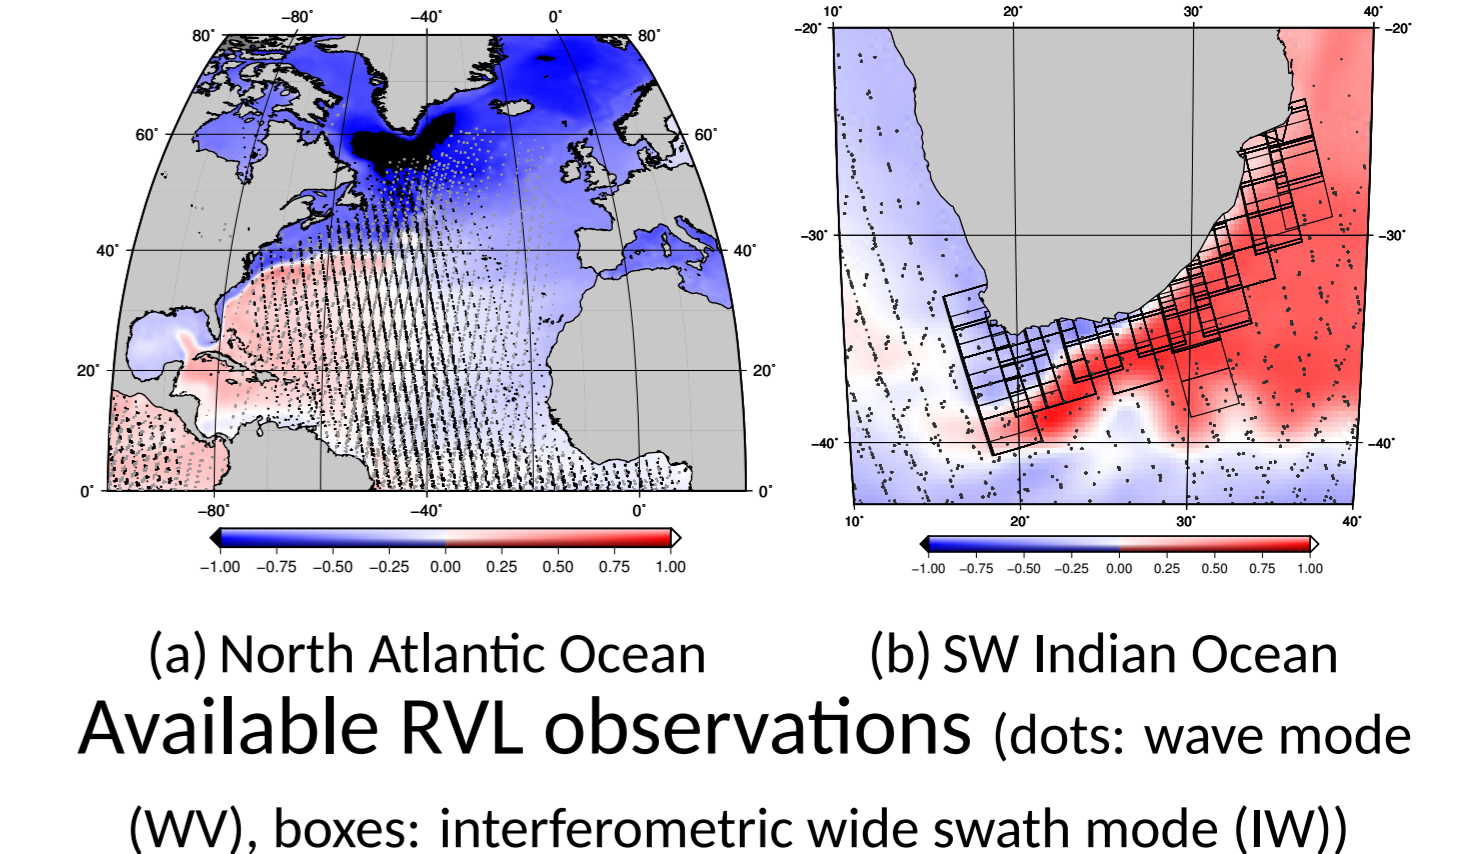 −80° −40° 0°
80° 80°
60° 60°
40° 40°
20° 20°
0° 0°
−80° −40° 0°
−1.00 −0.75 −0.50 −0.25 0.00 0.25 0.50 0.75 1.00
10° 20° 30° 40°
−20° −20°
−30° −30°
−40° −40°
10° 20° 30° 40°
−1.00 −0.75 −0.50 −0.25 0.00 0.25 0.50 0.75 1.00
(a) North Atlantic Ocean
(b) SW Indian Ocean
Available RVL observations (dots: wave mode
(WV), boxes: interferometric wide swath mode (IW))